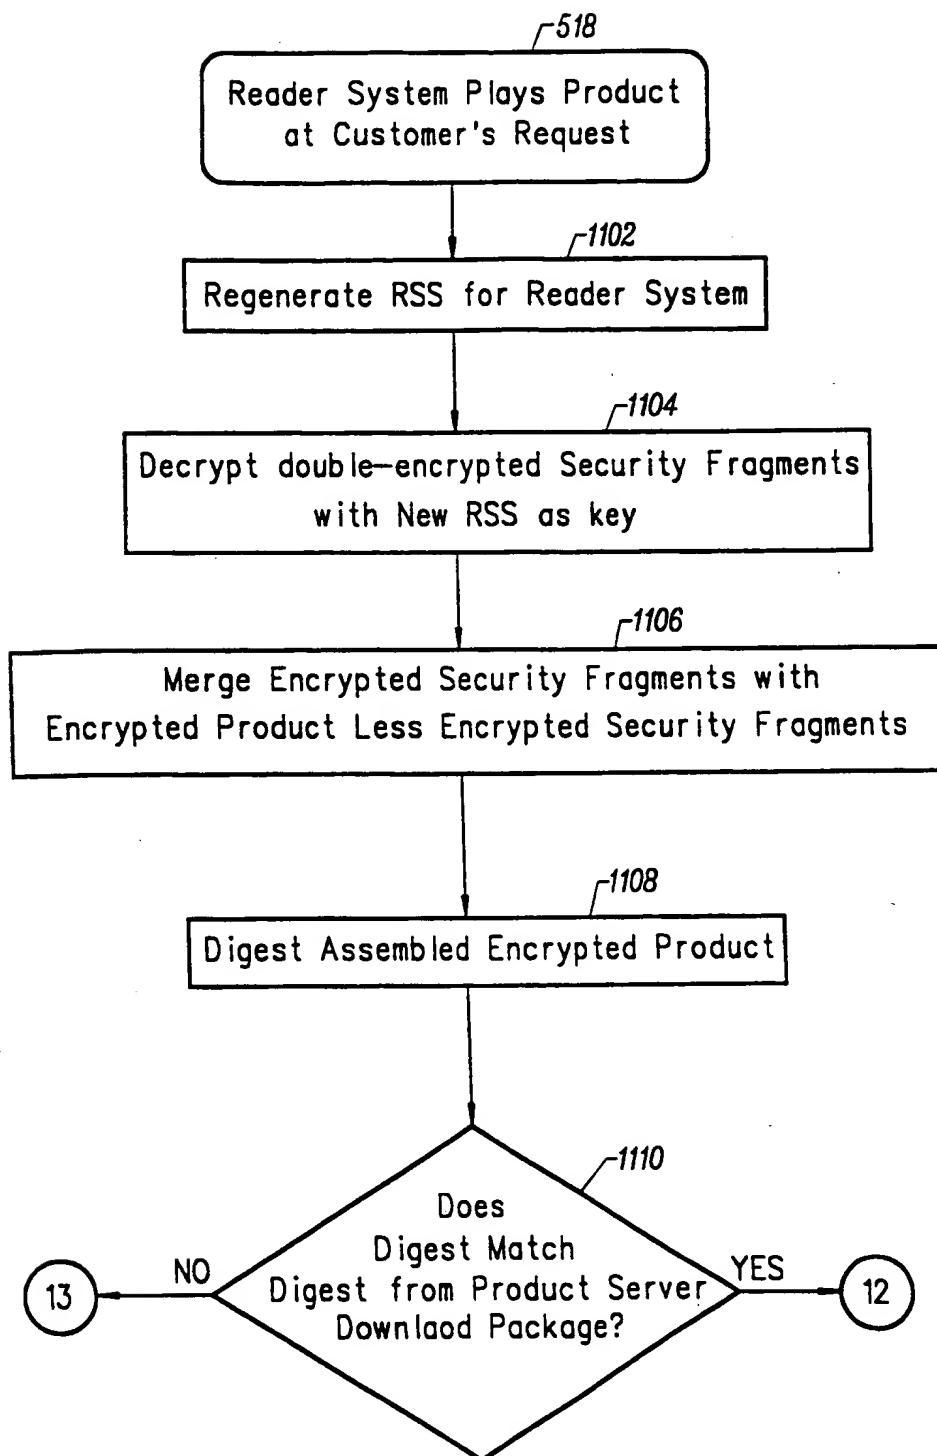 518
Reader System Plays Product
at Customer's Request
1102
Regenerate RSS for Reader System
1104
Decrypt double-encrypted Security Fragments
with New RSS as key
1106
Merge Encrypted Security Fragments with
Encrypted Product Less Encrypted Security Fragments
1108
Digest Assembled Encrypted Product
1110
Does
Digest Match
Digest from Product Server
Downlaod Package?
NO
YES
13
12